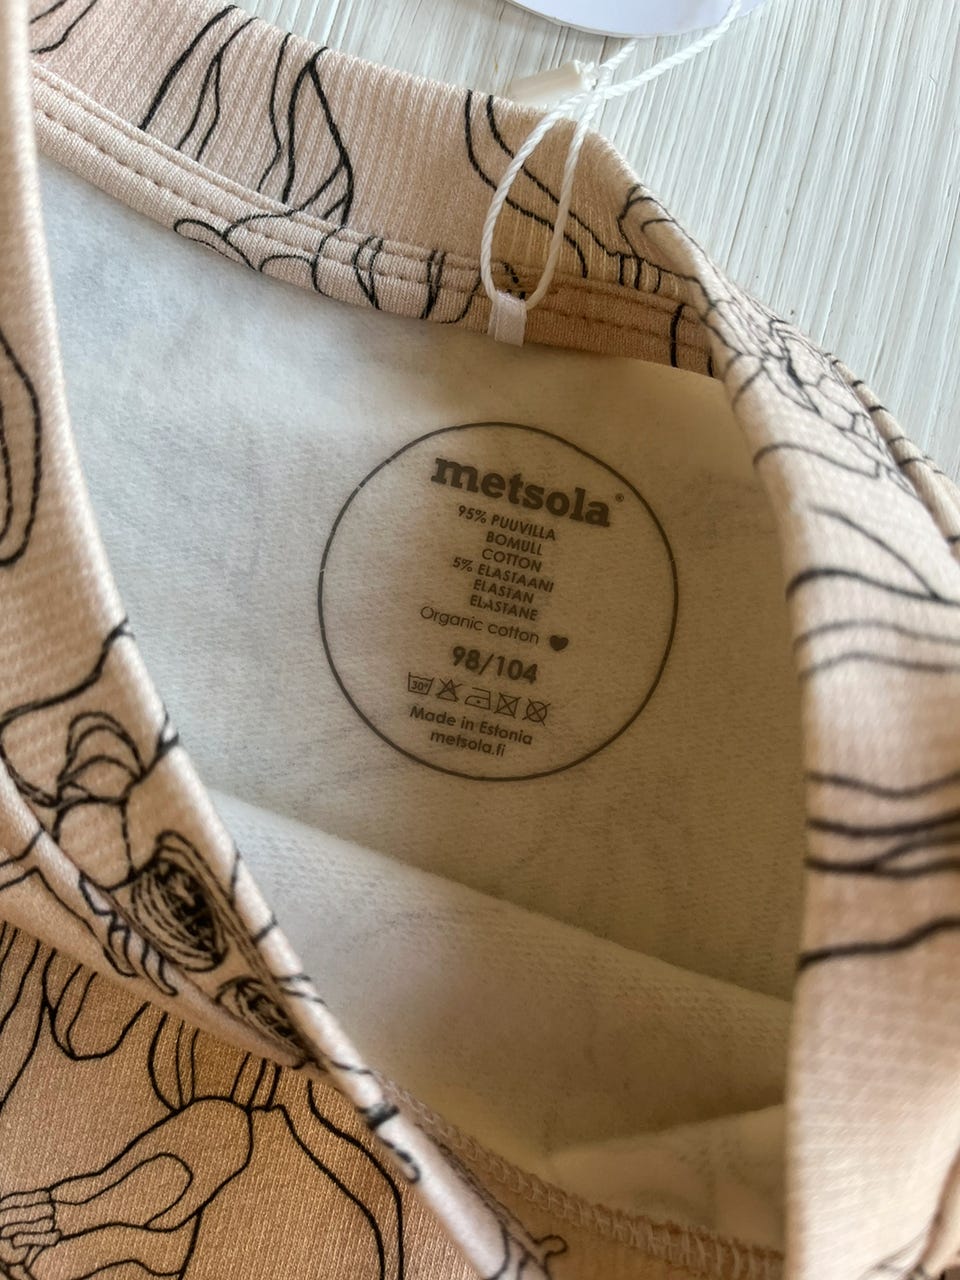 metsola®
95% PUUVILLA
BOMULL
COTTON
5% ELASTAANI
ELASTAN
ELASTANE
Organic cotton
98/104
30°
Made in Estonia
metsola.fi